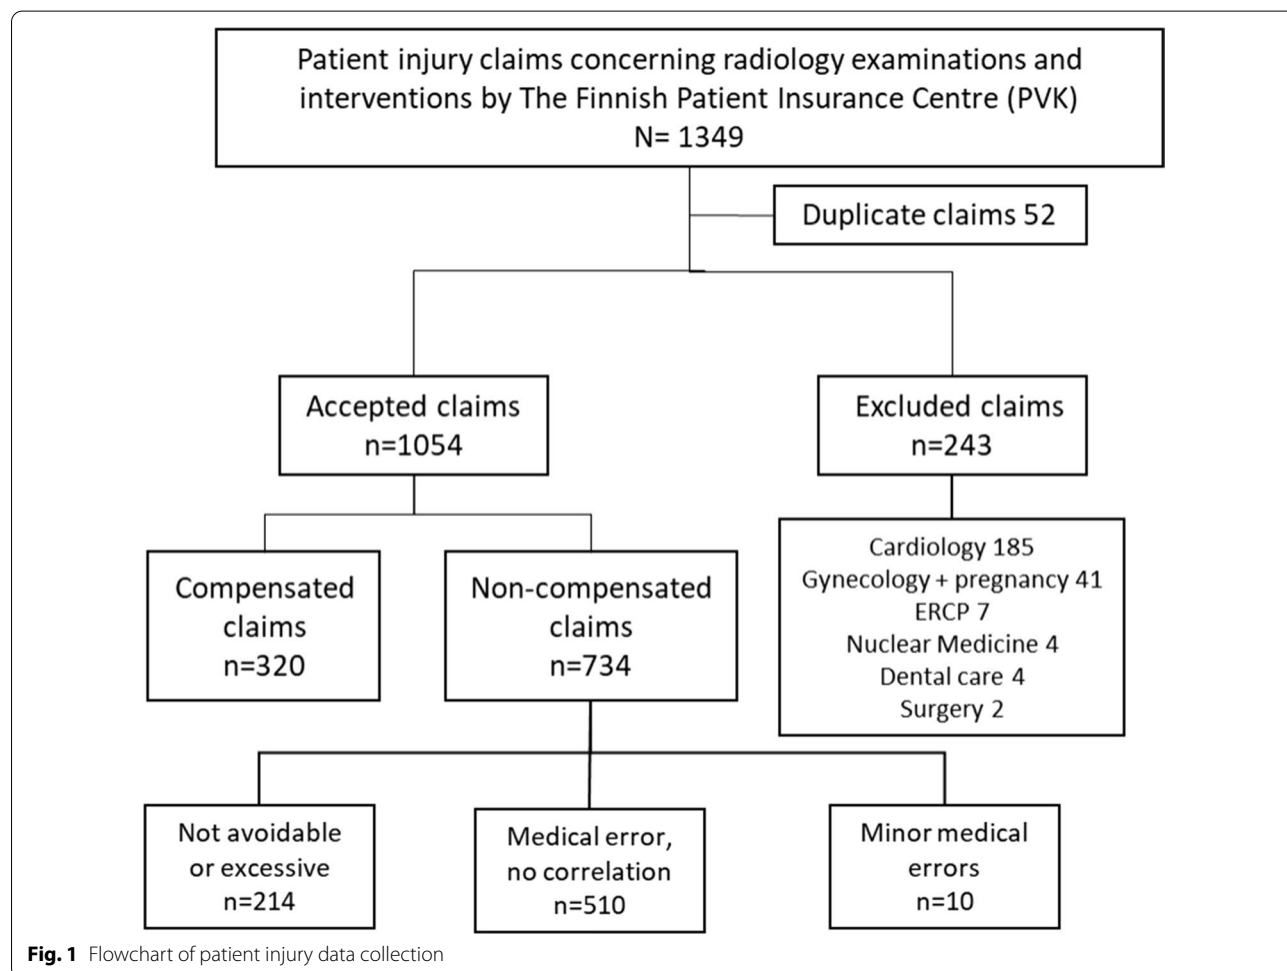 Patient injury claims concerning radiology examinations and
interventions by The Finnish Patient Insurance Centre (PVK)
N= 1349
Duplicate claims 52
Accepted claims
n=1054
Excluded claims
n=243
Compensated
claims
n=320
Non-compensated
claims
n=734
Cardiology 185
Gynecology + pregnancy 41
ERCP 7
Nuclear Medicine 4
Dental care 4
Surgery 2
Not avoidable
or excessive
n=214
Medical error,
no correlation
n=510
Minor medical
errors
n=10
Fig. 1 Flowchart of patient injury data collection